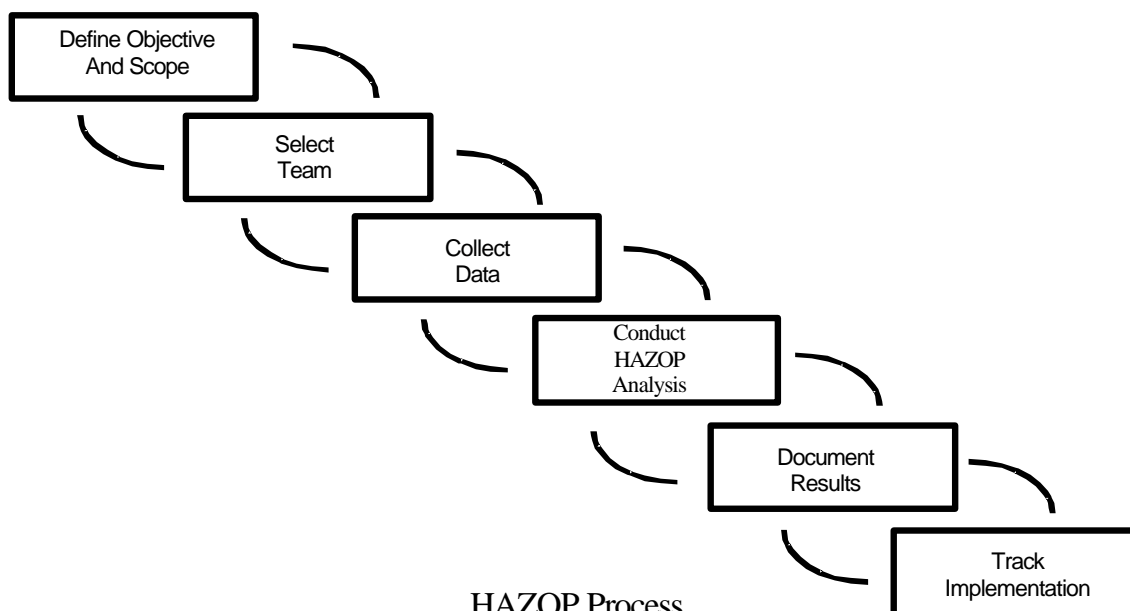 Define Objective
And Scope
Select
Team
Collect
Data
Conduct
HAZOP
Analysis
Document
Results
Track
Implementation
HAZOP Process